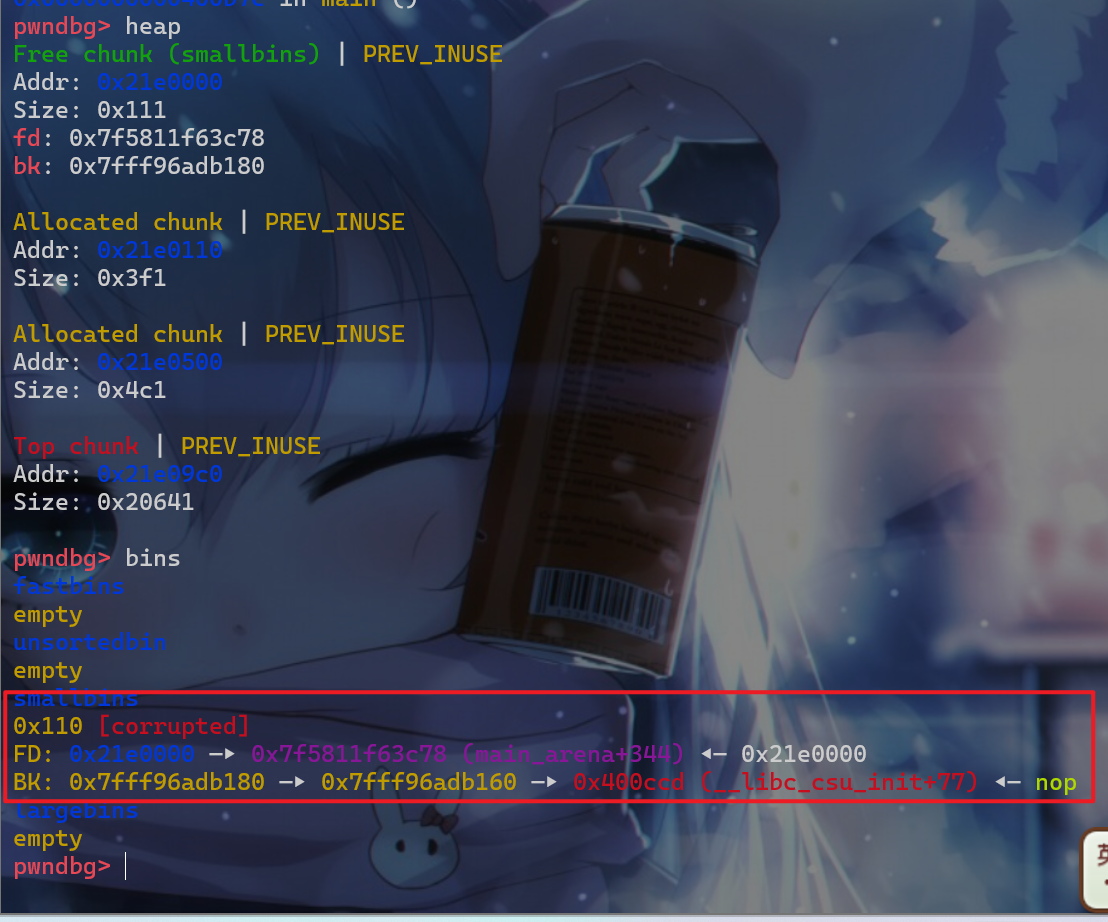 in main ()
pwndbg> heap
Free chunk (smallbins) | PREV_INUSE
Addr: 0x21e0000
Size: 0x111
fd: 0x7f5811f63c78
bk: 0x7fff96adb180
Allocated chunk | PREV_INUSE
Addr: 0x21e0110
Size: 0x3f1
Allocated chunk | PREV_INUSE
Addr: 0x21e0500
Size: 0x4c1
Top chunk | PREV_INUSE
Addr: 0x21e09c0
Size: 0x20641
pwndbg> bins
fastbins
empty
unsortedbin
empty
smallbins
0x110 [corrupted]
FD: 0x21e0000 —▸ 0x7f5811f63c78 (main_arena+344) ◂— 0x21e0000
BK: 0x7fff96adb180 —▸ 0x7fff96adb160 —▸ 0x400ccd (__libc_csu_init+77) ◂— nop
largebins
empty
pwndbg>
英